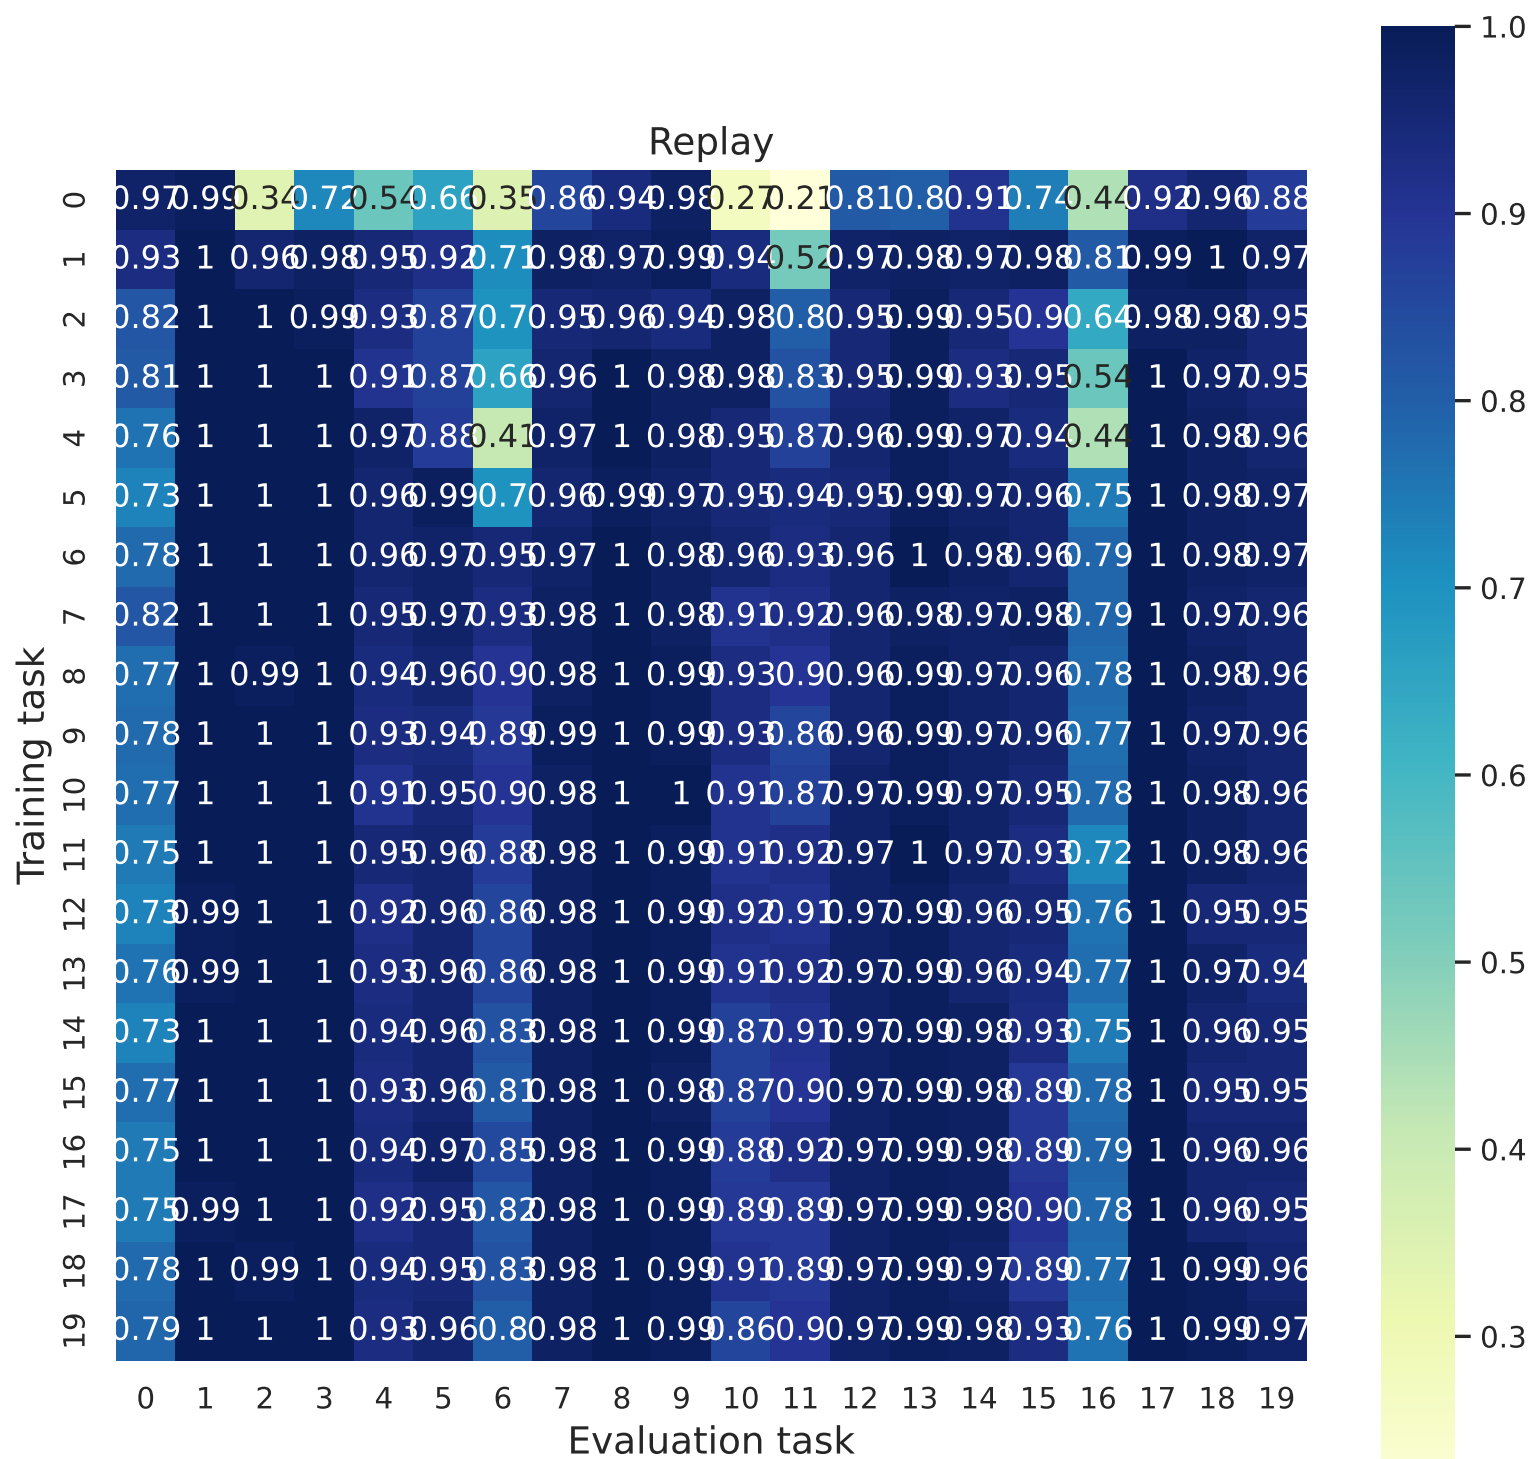 Replay
0 0.97 0.99 0.34 0.72 0.54 0.66 0.35 0.86 0.94 0.98 0.27 0.21 0.81 0.8 0.91 0.74 0.44 0.92 0.96 0.88
1 0.93 1 0.96 0.98 0.95 0.92 0.71 0.98 0.97 0.99 0.94 0.52 0.97 0.98 0.97 0.98 0.81 0.99 1 0.97
2 0.82 1 1 0.99 0.93 0.87 0.7 0.95 0.96 0.94 0.98 0.8 0.95 0.99 0.95 0.9 0.64 0.98 0.98 0.95
3 0.81 1 1 1 0.91 0.87 0.66 0.96 1 0.98 0.98 0.83 0.95 0.99 0.93 0.95 0.54 1 0.97 0.95
4 0.76 1 1 1 0.97 0.88 0.41 0.97 1 0.98 0.95 0.87 0.96 0.99 0.97 0.94 0.44 1 0.98 0.96
5 0.73 1 1 1 0.96 0.99 0.7 0.96 0.99 0.97 0.95 0.94 0.95 0.99 0.97 0.96 0.75 1 0.98 0.97
6 0.78 1 1 1 0.96 0.97 0.95 0.97 1 0.98 0.96 0.93 0.96 1 0.98 0.96 0.79 1 0.98 0.97
7 0.82 1 1 1 0.95 0.97 0.93 0.98 1 0.98 0.91 0.92 0.96 0.98 0.97 0.98 0.79 1 0.97 0.96
8 0.77 1 0.99 1 0.94 0.96 0.9 0.98 1 0.99 0.93 0.9 0.96 0.99 0.97 0.96 0.78 1 0.98 0.96
9 0.78 1 1 1 0.93 0.94 0.89 0.99 1 0.99 0.93 0.86 0.96 0.99 0.97 0.96 0.77 1 0.97 0.96
10 0.77 1 1 1 0.91 0.95 0.9 0.98 1 1 0.91 0.87 0.97 0.99 0.97 0.95 0.78 1 0.98 0.96
11 0.75 1 1 1 0.95 0.96 0.88 0.98 1 0.99 0.91 0.92 0.97 1 0.97 0.93 0.72 1 0.98 0.96
12 0.73 0.99 1 1 0.92 0.96 0.86 0.98 1 0.99 0.92 0.91 0.97 0.99 0.96 0.95 0.76 1 0.95 0.95
13 0.76 0.99 1 1 0.93 0.96 0.86 0.98 1 0.99 0.91 0.92 0.97 0.99 0.96 0.94 0.77 1 0.97 0.94
14 0.73 1 1 1 0.94 0.96 0.83 0.98 1 0.99 0.87 0.91 0.97 0.99 0.98 0.93 0.75 1 0.96 0.95
15 0.77 1 1 1 0.93 0.96 0.81 0.98 1 0.98 0.87 0.9 0.97 0.99 0.98 0.89 0.78 1 0.95 0.95
16 0.75 1 1 1 0.94 0.97 0.85 0.98 1 0.99 0.88 0.92 0.97 0.99 0.98 0.89 0.79 1 0.96 0.96
17 0.75 0.99 1 1 0.92 0.95 0.82 0.98 1 0.99 0.89 0.89 0.97 0.99 0.98 0.9 0.78 1 0.96 0.95
18 0.78 1 0.99 1 0.94 0.95 0.83 0.98 1 0.99 0.91 0.89 0.97 0.99 0.97 0.89 0.77 1 0.99 0.96
19 0.79 1 1 1 0.93 0.96 0.8 0.98 1 0.99 0.86 0.9 0.97 0.99 0.98 0.93 0.76 1 0.99 0.97
0 1 2 3 4 5 6 7 8 9 10 11 12 13 14 15 16 17 18 19
Evaluation task
Training task
1.0
0.9
0.8
0.7
0.6
0.5
0.4
0.3